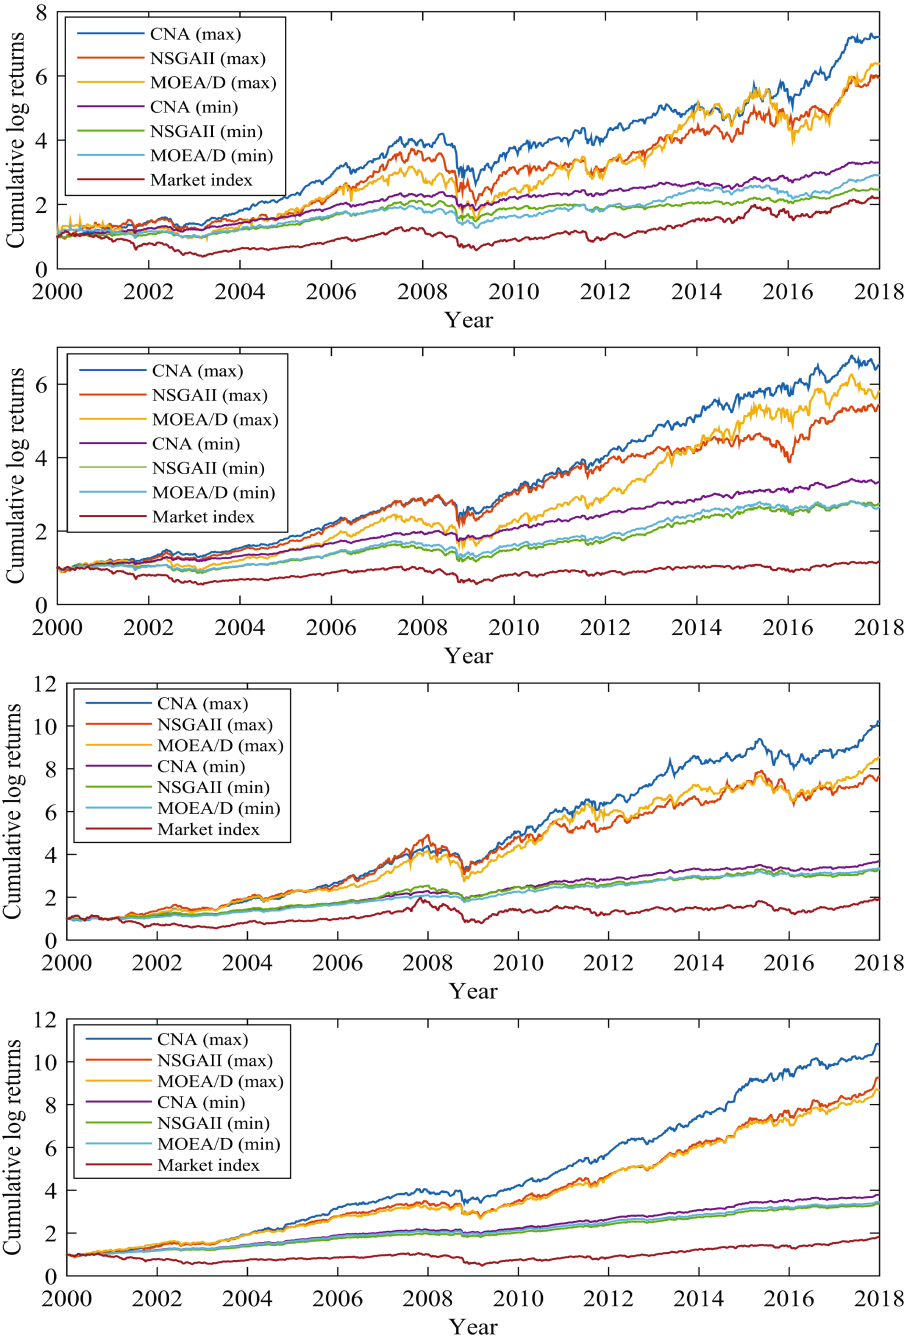 8
6
4
2
0
Cumulative log returns
CNA (max)
NSGAII (max)
MOEA/D (max)
CNA (min)
NSGAII (min)
MOEA/D (min)
Market index
2000 2002 2004 2006 2008 2010 2012 2014 2016 2018
Year
6
4
2
0
Cumulative log returns
CNA (max)
NSGAII (max)
MOEA/D (max)
CNA (min)
NSGAII (min)
MOEA/D (min)
Market index
2000 2002 2004 2006 2008 2010 2012 2014 2016 2018
Year
12
10
8
6
4
2
0
Cumulative log returns
CNA (max)
NSGAII (max)
MOEA/D (max)
CNA (min)
NSGAII (min)
MOEA/D (min)
Market index
2000 2002 2004 2006 2008 2010 2012 2014 2016 2018
Year
12
10
8
6
4
2
0
Cumulative log returns
CNA (max)
NSGAII (max)
MOEA/D (max)
CNA (min)
NSGAII (min)
MOEA/D (min)
Market index
2000 2002 2004 2006 2008 2010 2012 2014 2016 2018
Year